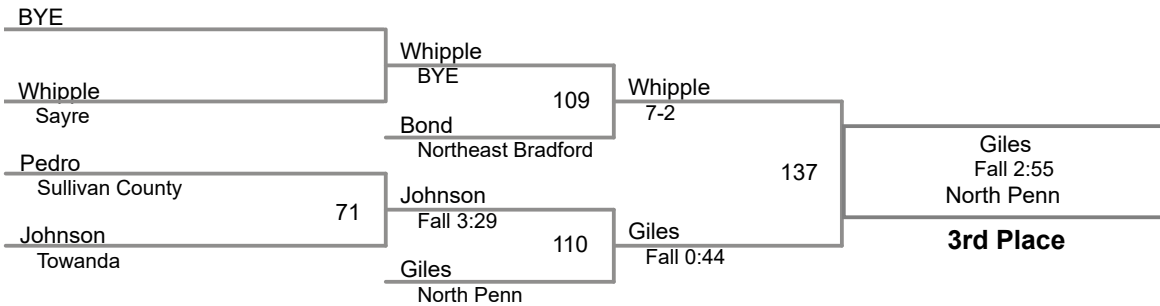 BYE
Whipple
Sayre
Pedro
Sullivan County
71
Johnson
Towanda
Whipple
BYE
109
Bond
Northeast Bradford
Johnson
Fall 3:29
110
Giles
North Penn
Whipple
7-2
137
Giles
Fall 0:44
Giles
Fall 2:55
North Penn
3rd Place